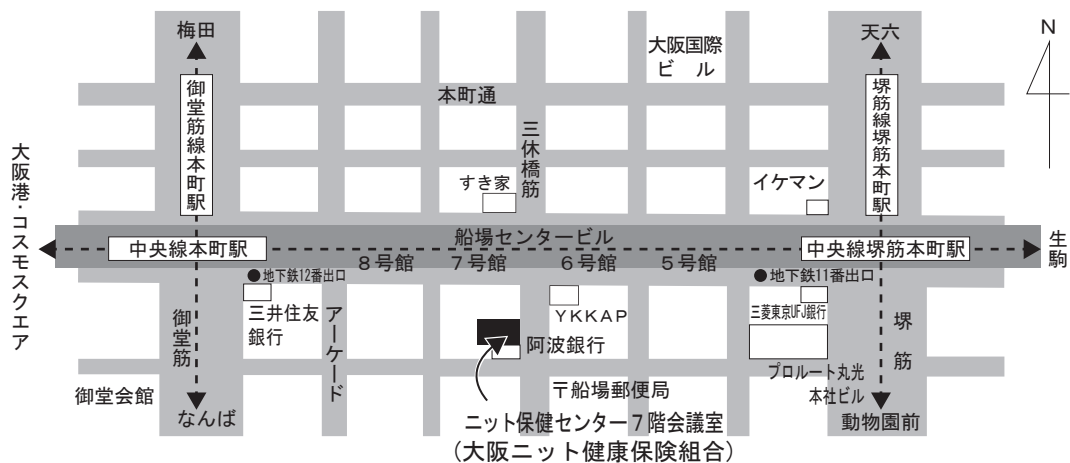 梅田
大阪国際
ビル
天六
N
御堂筋線本町駅
本町通
堺筋線堺筋本町駅
三休橋筋
大阪港・コスモスクエア
すき家
イケマン
中央線本町駅
船場センタービル
中央線堺筋本町駅
生駒
8号館
7号館
6号館
5号館
●地下鉄12番出口
●地下鉄11番出口
三井住友
銀行
御堂筋
アーケード
YKKAP
三菱東京UFJ銀行
堺筋
阿波銀行
プロルート丸光
本社ビル
御堂会館
〒船場郵便局
なんば
ニット保健センター7階会議室
動物園前
(大阪ニット健康保険組合)